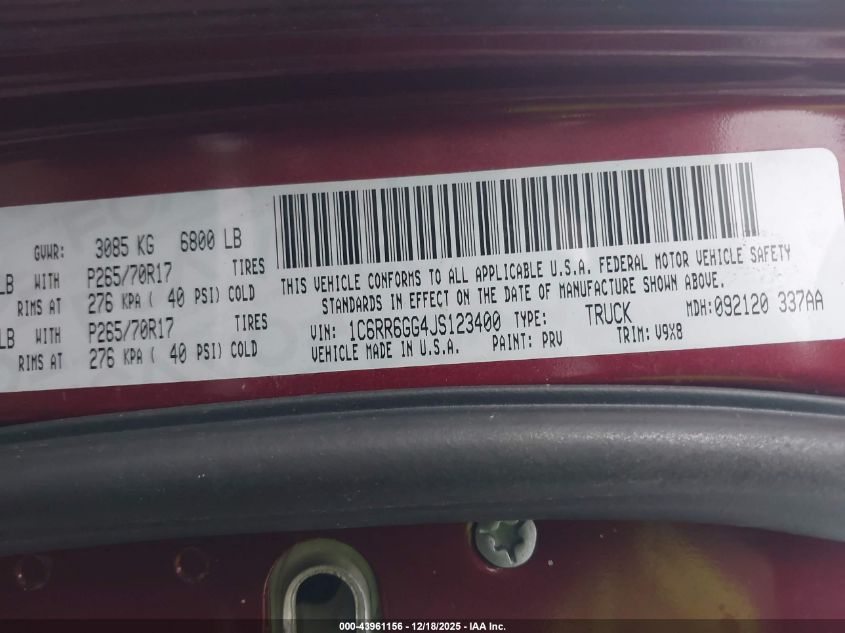 GVWR: 3085 KG 6800 LB
LB WITH P265/70R17 TIRES
RIMS AT 276 KPA ( 40 PSI) COLD
LB WITH P265/70R17 TIRES
RIMS AT 276 KPA ( 40 PSI) COLD
THIS VEHICLE CONFORMS TO ALL APPLICABLE U.S.A. FEDERAL MOTOR VEHICLE SAFETY
STANDARDS IN EFFECT ON THE DATE OF MANUFACTURE SHOWN ABOVE.
VIN: 1C6RR6GG4JS123400 TYPE: TRUCK MDH:092120 337AA
VEHICLE MADE IN U.S.A. PAINT: PRV TRIM: V9X8
000-43961156 - 12/18/2025 - IAA Inc.